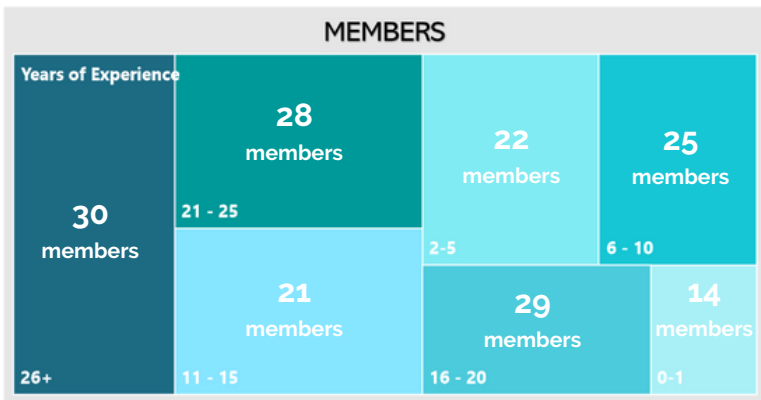 MEMBERS
Years of Experience
30
members
26+
28
members
21 - 25
21
members
11 - 15
22
members
2-5
25
members
6 - 10
29
members
16 - 20
14
members
0-1